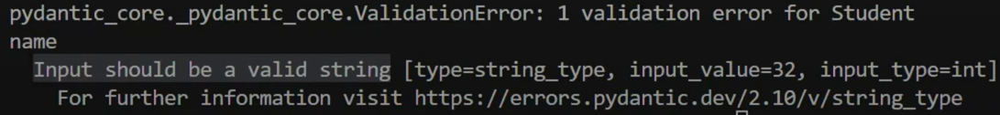 pydantic_core._pydantic_core.ValidationError: 1 validation error for Student
name
Input should be a valid string [type=string_type, input_value=32, input_type=int]
For further information visit https://errors.pydantic.dev/2.10/v/string_type